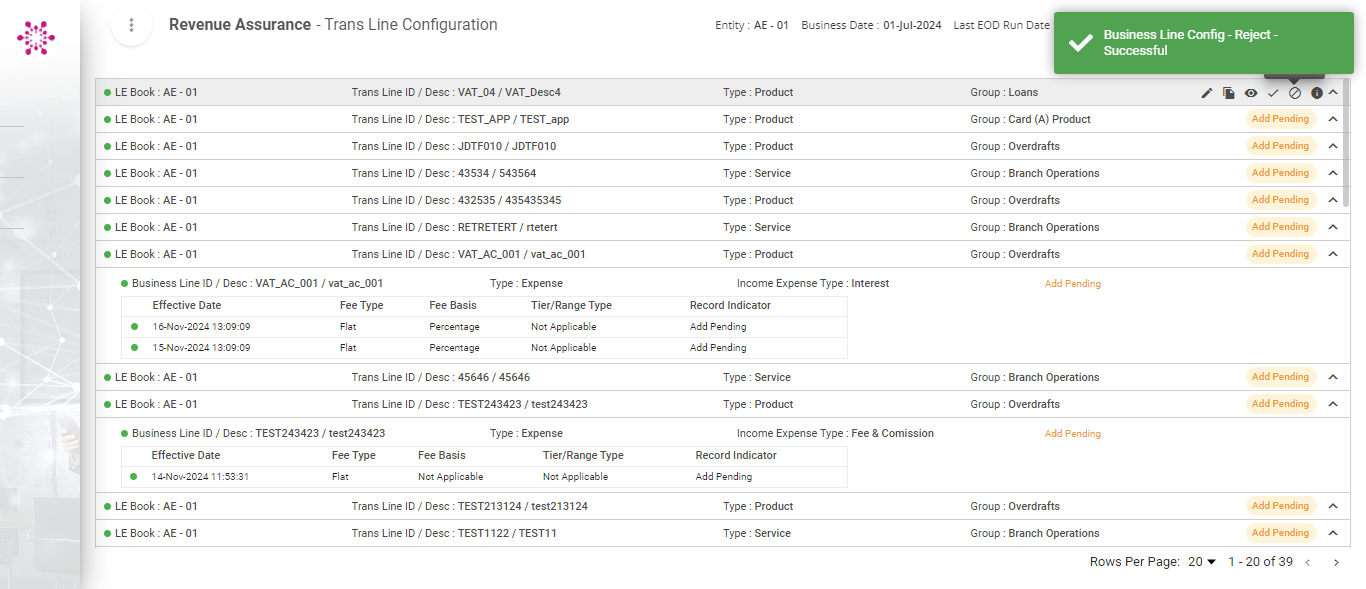 Revenue Assurance - Trans Line Configuration
Entity : AE - 01 Business Date : 01-Jul-2024 Last EOD Run Date
Business Line Config - Reject -
Successful
LE Book : AE - 01 Trans Line ID / Desc : VAT_04 / VAT_Desc4 Type : Product Group : Loans
LE Book : AE - 01 Trans Line ID / Desc : TEST_APP / TEST_app Type : Product Group : Card (A) Product Add Pending
LE Book : AE - 01 Trans Line ID / Desc : JDTF010 / JDTF010 Type : Product Group : Overdrafts Add Pending
LE Book : AE - 01 Trans Line ID / Desc : 43534 / 543564 Type : Service Group : Branch Operations Add Pending
LE Book : AE - 01 Trans Line ID / Desc : 432535 / 435435345 Type : Product Group : Overdrafts Add Pending
LE Book : AE - 01 Trans Line ID / Desc : RETRETERT / rtetert Type : Service Group : Branch Operations Add Pending
LE Book : AE - 01 Trans Line ID / Desc : VAT_AC_001 / vat_ac_001 Type : Product Group : Overdrafts Add Pending
Business Line ID / Desc : VAT_AC_001 / vat_ac_001 Type : Expense Income Expense Type : Interest Add Pending
Effective Date Fee Type Fee Basis Tier/Range Type Record Indicator
16-Nov-2024 13:09:09 Flat Percentage Not Applicable Add Pending
15-Nov-2024 13:09:09 Flat Percentage Not Applicable Add Pending
LE Book : AE - 01 Trans Line ID / Desc : 45646 / 45646 Type : Service Group : Branch Operations Add Pending
LE Book : AE - 01 Trans Line ID / Desc : TEST243423 / test243423 Type : Product Group : Overdrafts Add Pending
Business Line ID / Desc : TEST243423 / test243423 Type : Expense Income Expense Type : Fee & Comission Add Pending
Effective Date Fee Type Fee Basis Tier/Range Type Record Indicator
14-Nov-2024 11:53:31 Flat Not Applicable Not Applicable Add Pending
LE Book : AE - 01 Trans Line ID / Desc : TEST213124 / test213124 Type : Product Group : Overdrafts Add Pending
LE Book : AE - 01 Trans Line ID / Desc : TEST1122 / TEST11 Type : Service Group : Branch Operations Add Pending
Rows Per Page: 20 1 - 20 of 39